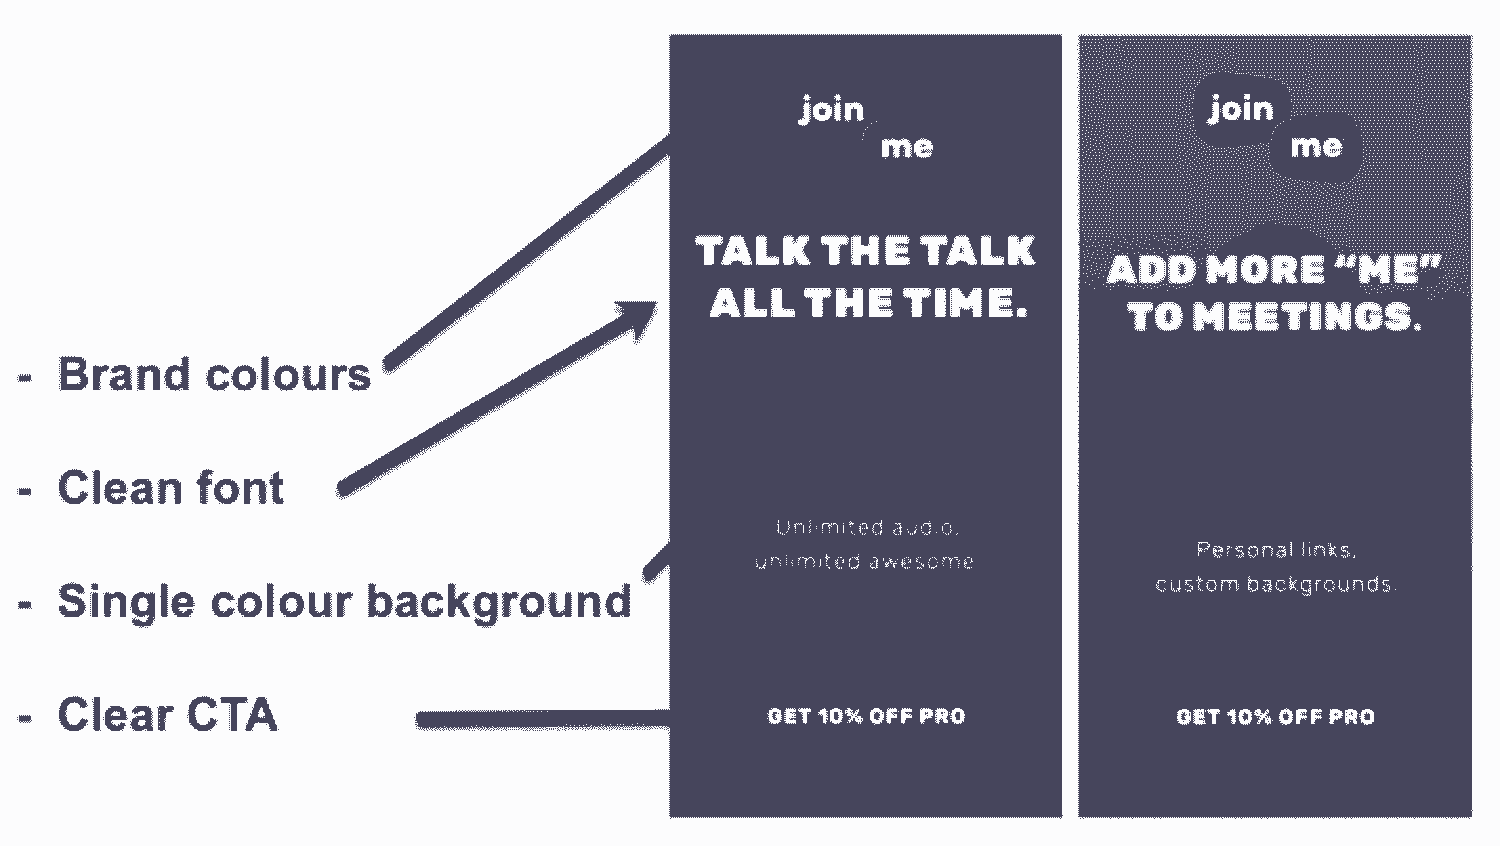 - Brand colours
- Clean font
- Single colour background
- Clear CTA
join
me
TALK THE TALK
ALL THE TIME.
Unlimited audio,
unlimited awesome
GET 10% OFF PRO
join
me
ADD MORE “ME”
TO MEETINGS.
Personal links,
custom backgrounds.
GET 10% OFF PRO